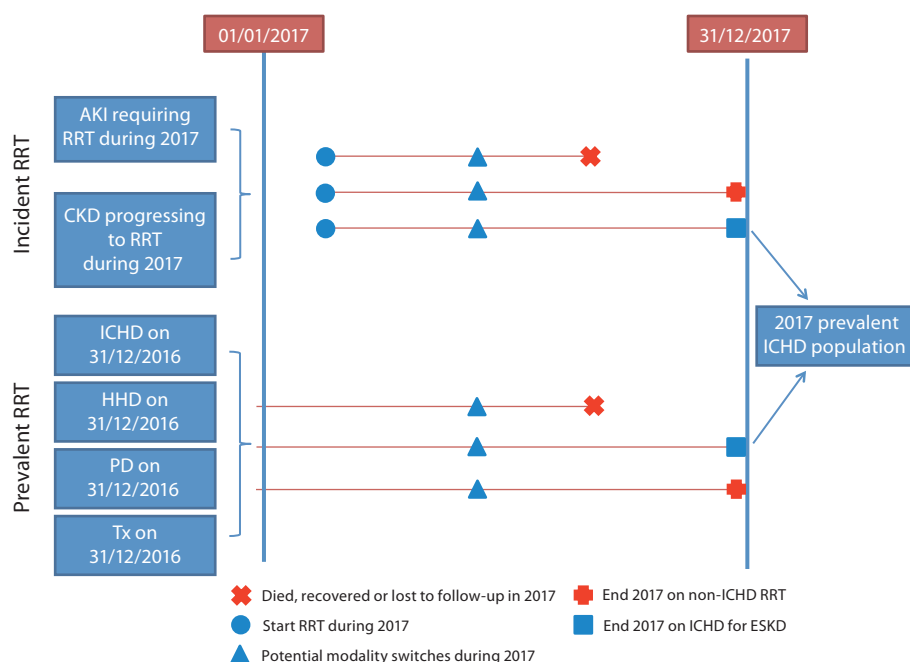 01/01/2017
31/12/2017
Incident RRT
AKI requiring
RRT during 2017
CKD progressing
to RRT
during 2017
Prevalent RRT
ICHD on
31/12/2016
HHD on
31/12/2016
PD on
31/12/2016
Tx on
31/12/2016
2017 prevalent
ICHD population
Died, recovered or lost to follow-up in 2017
End 2017 on non-ICHD RRT
Start RRT during 2017
End 2017 on ICHD for ESKD
Potential modality switches during 2017